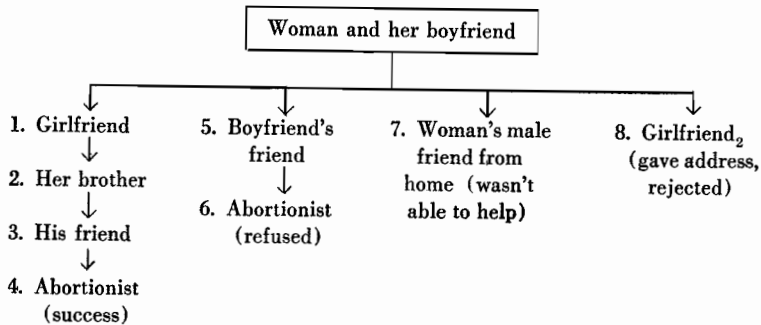 Woman and her boyfriend
1. Girlfriend
2. Her brother
3. His friend
4. Abortionist
(success)
5. Boyfriend's
friend
6. Abortionist
(refused)
7. Woman's male
friend from
home (wasn't
able to help)
8. Girlfriend₂
(gave address,
rejected)